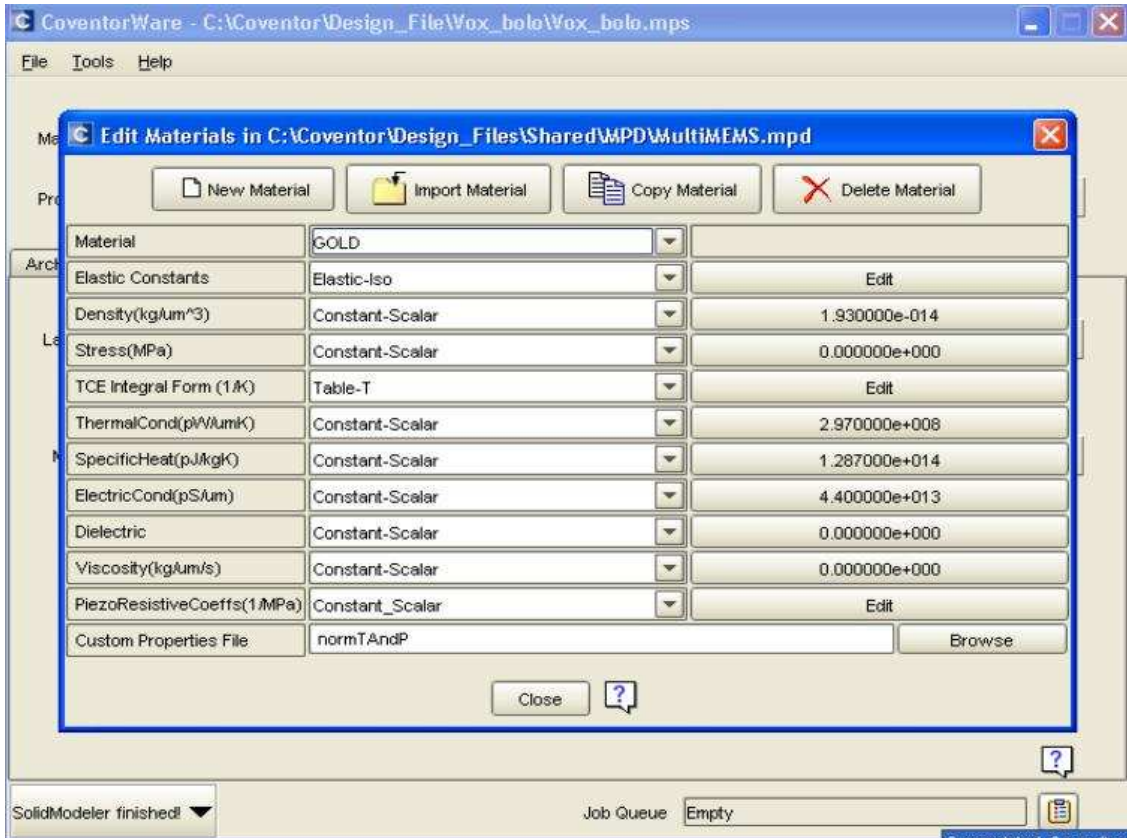 CoventorWare - C:\Coventor\Design_File\Vox_bolo\Vox_bolo.mps
File Tools Help
Edit Materials in C:\Coventor\Design_Files\Shared\MPD\MultiMEMS.mpd
New Material Import Material Copy Material Delete Material
Material GOLD
Elastic Constants Elastic-Iso Edit
Density(kg/um^3) Constant-Scalar 1.930000e-014
Stress(MPa) Constant-Scalar 0.000000e+000
TCE Integral Form (1/K) Table-T Edit
ThermalCond(pW/umK) Constant-Scalar 2.970000e+008
SpecificHeat(pJ/kgK) Constant-Scalar 1.287000e+014
ElectricCond(pS/um) Constant-Scalar 4.400000e+013
Dielectric Constant-Scalar 0.000000e+000
Viscosity(kg/um/s) Constant-Scalar 0.000000e+000
PiezoResistiveCoeffs(1/MPa) Constant_Scalar Edit
Custom Properties File normTAndP Browse
Close ?
?
SolidModeler finished! Job Queue Empty